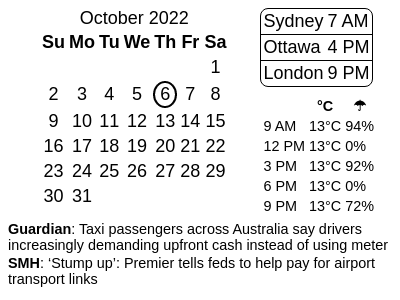 October 2022
Su Mo Tu We Th Fr Sa
1
2 3 4 5 6 7 8
9 10 11 12 13 14 15
16 17 18 19 20 21 22
23 24 25 26 27 28 29
30 31
Sydney 7 AM
Ottawa 4 PM
London 9 PM
°C ☂
9 AM 13°C 94%
12 PM 13°C 0%
3 PM 13°C 92%
6 PM 13°C 0%
9 PM 13°C 72%
Guardian: Taxi passengers across Australia say drivers
increasingly demanding upfront cash instead of using meter
SMH: ‘Stump up’: Premier tells feds to help pay for airport
transport links